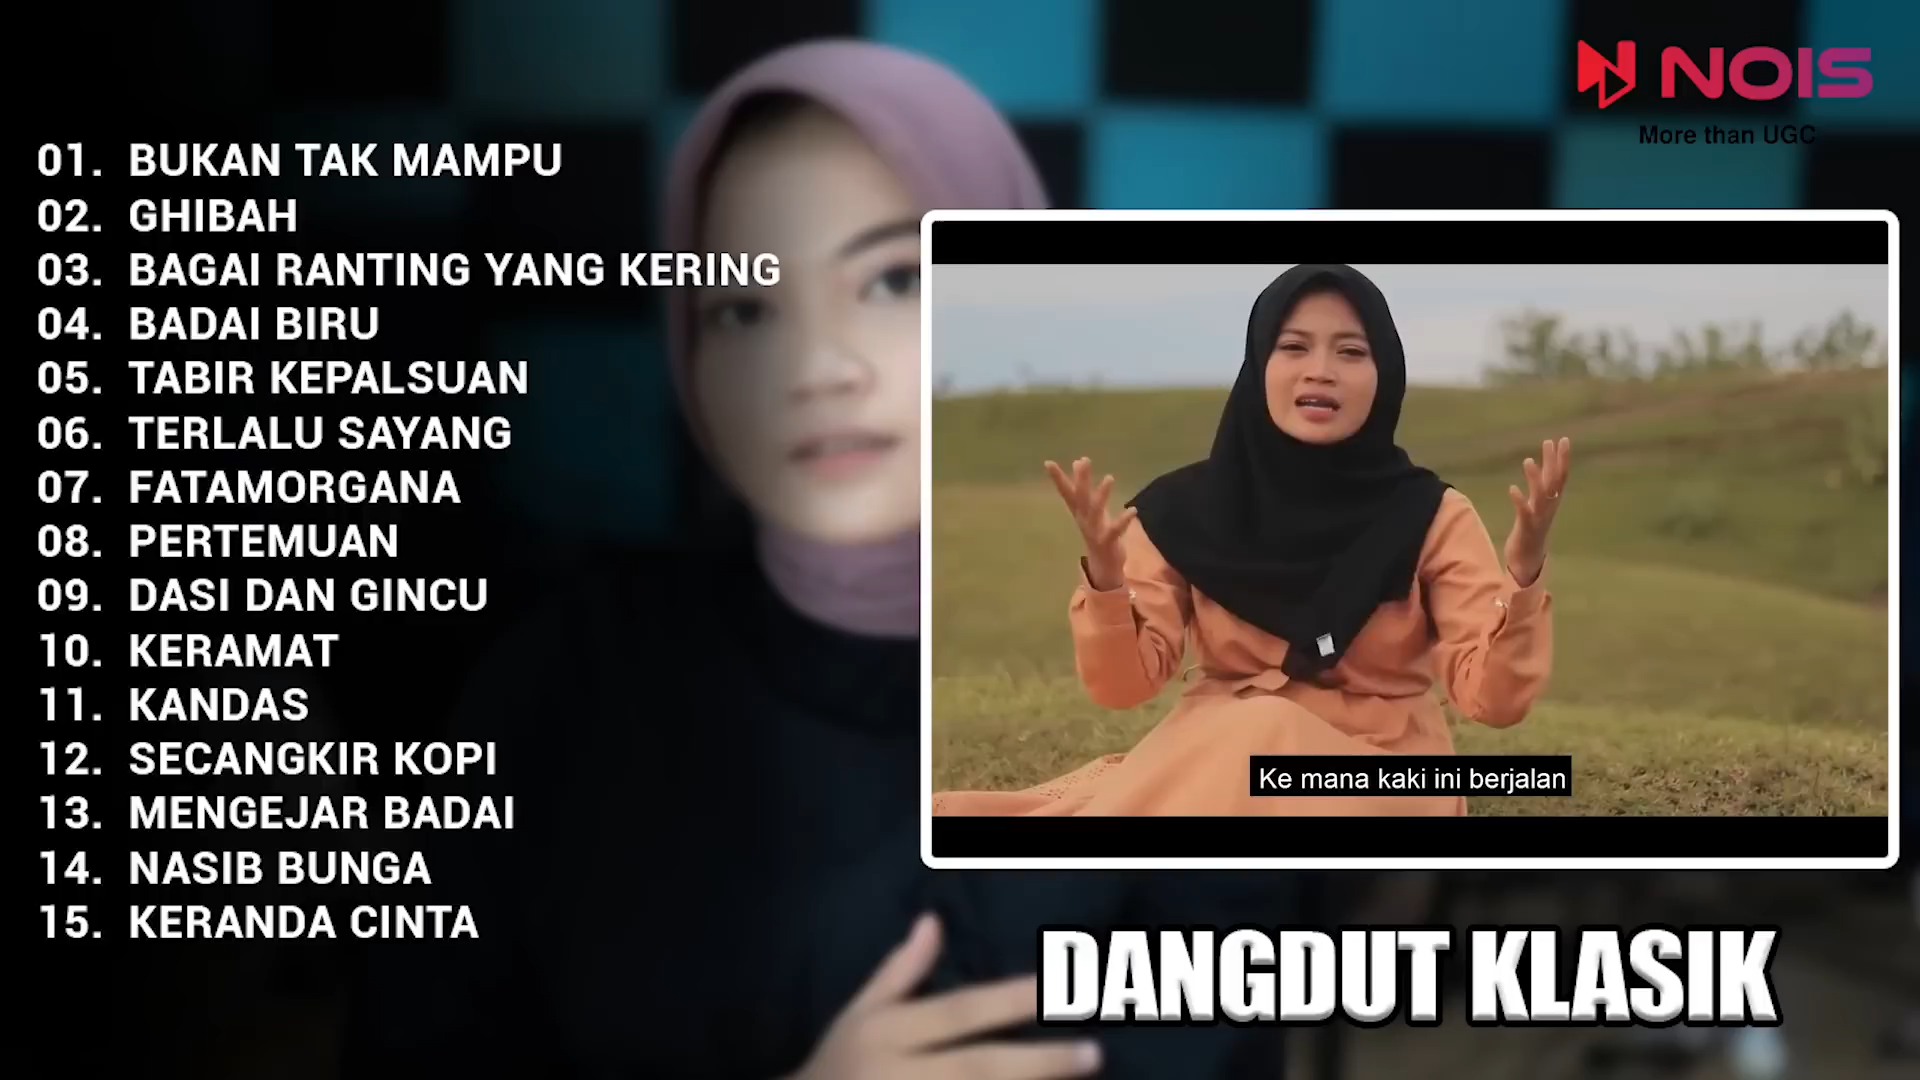 NOIS
More than UGC
01. BUKAN TAK MAMPU
02. GHIBAH
03. BAGAI RANTING YANG KERING
04. BADAI BIRU
05. TABIR KEPALSUAN
06. TERLALU SAYANG
07. FATAMORGANA
08. PERTEMUAN
09. DASI DAN GINCU
10. KERAMAT
11. KANDAS
12. SECANGKIR KOPI
13. MENGEJAR BADAI
14. NASIB BUNGA
15. KERANDA CINTA
Ke mana kaki ini berjalan
DANGDUT KLASIK